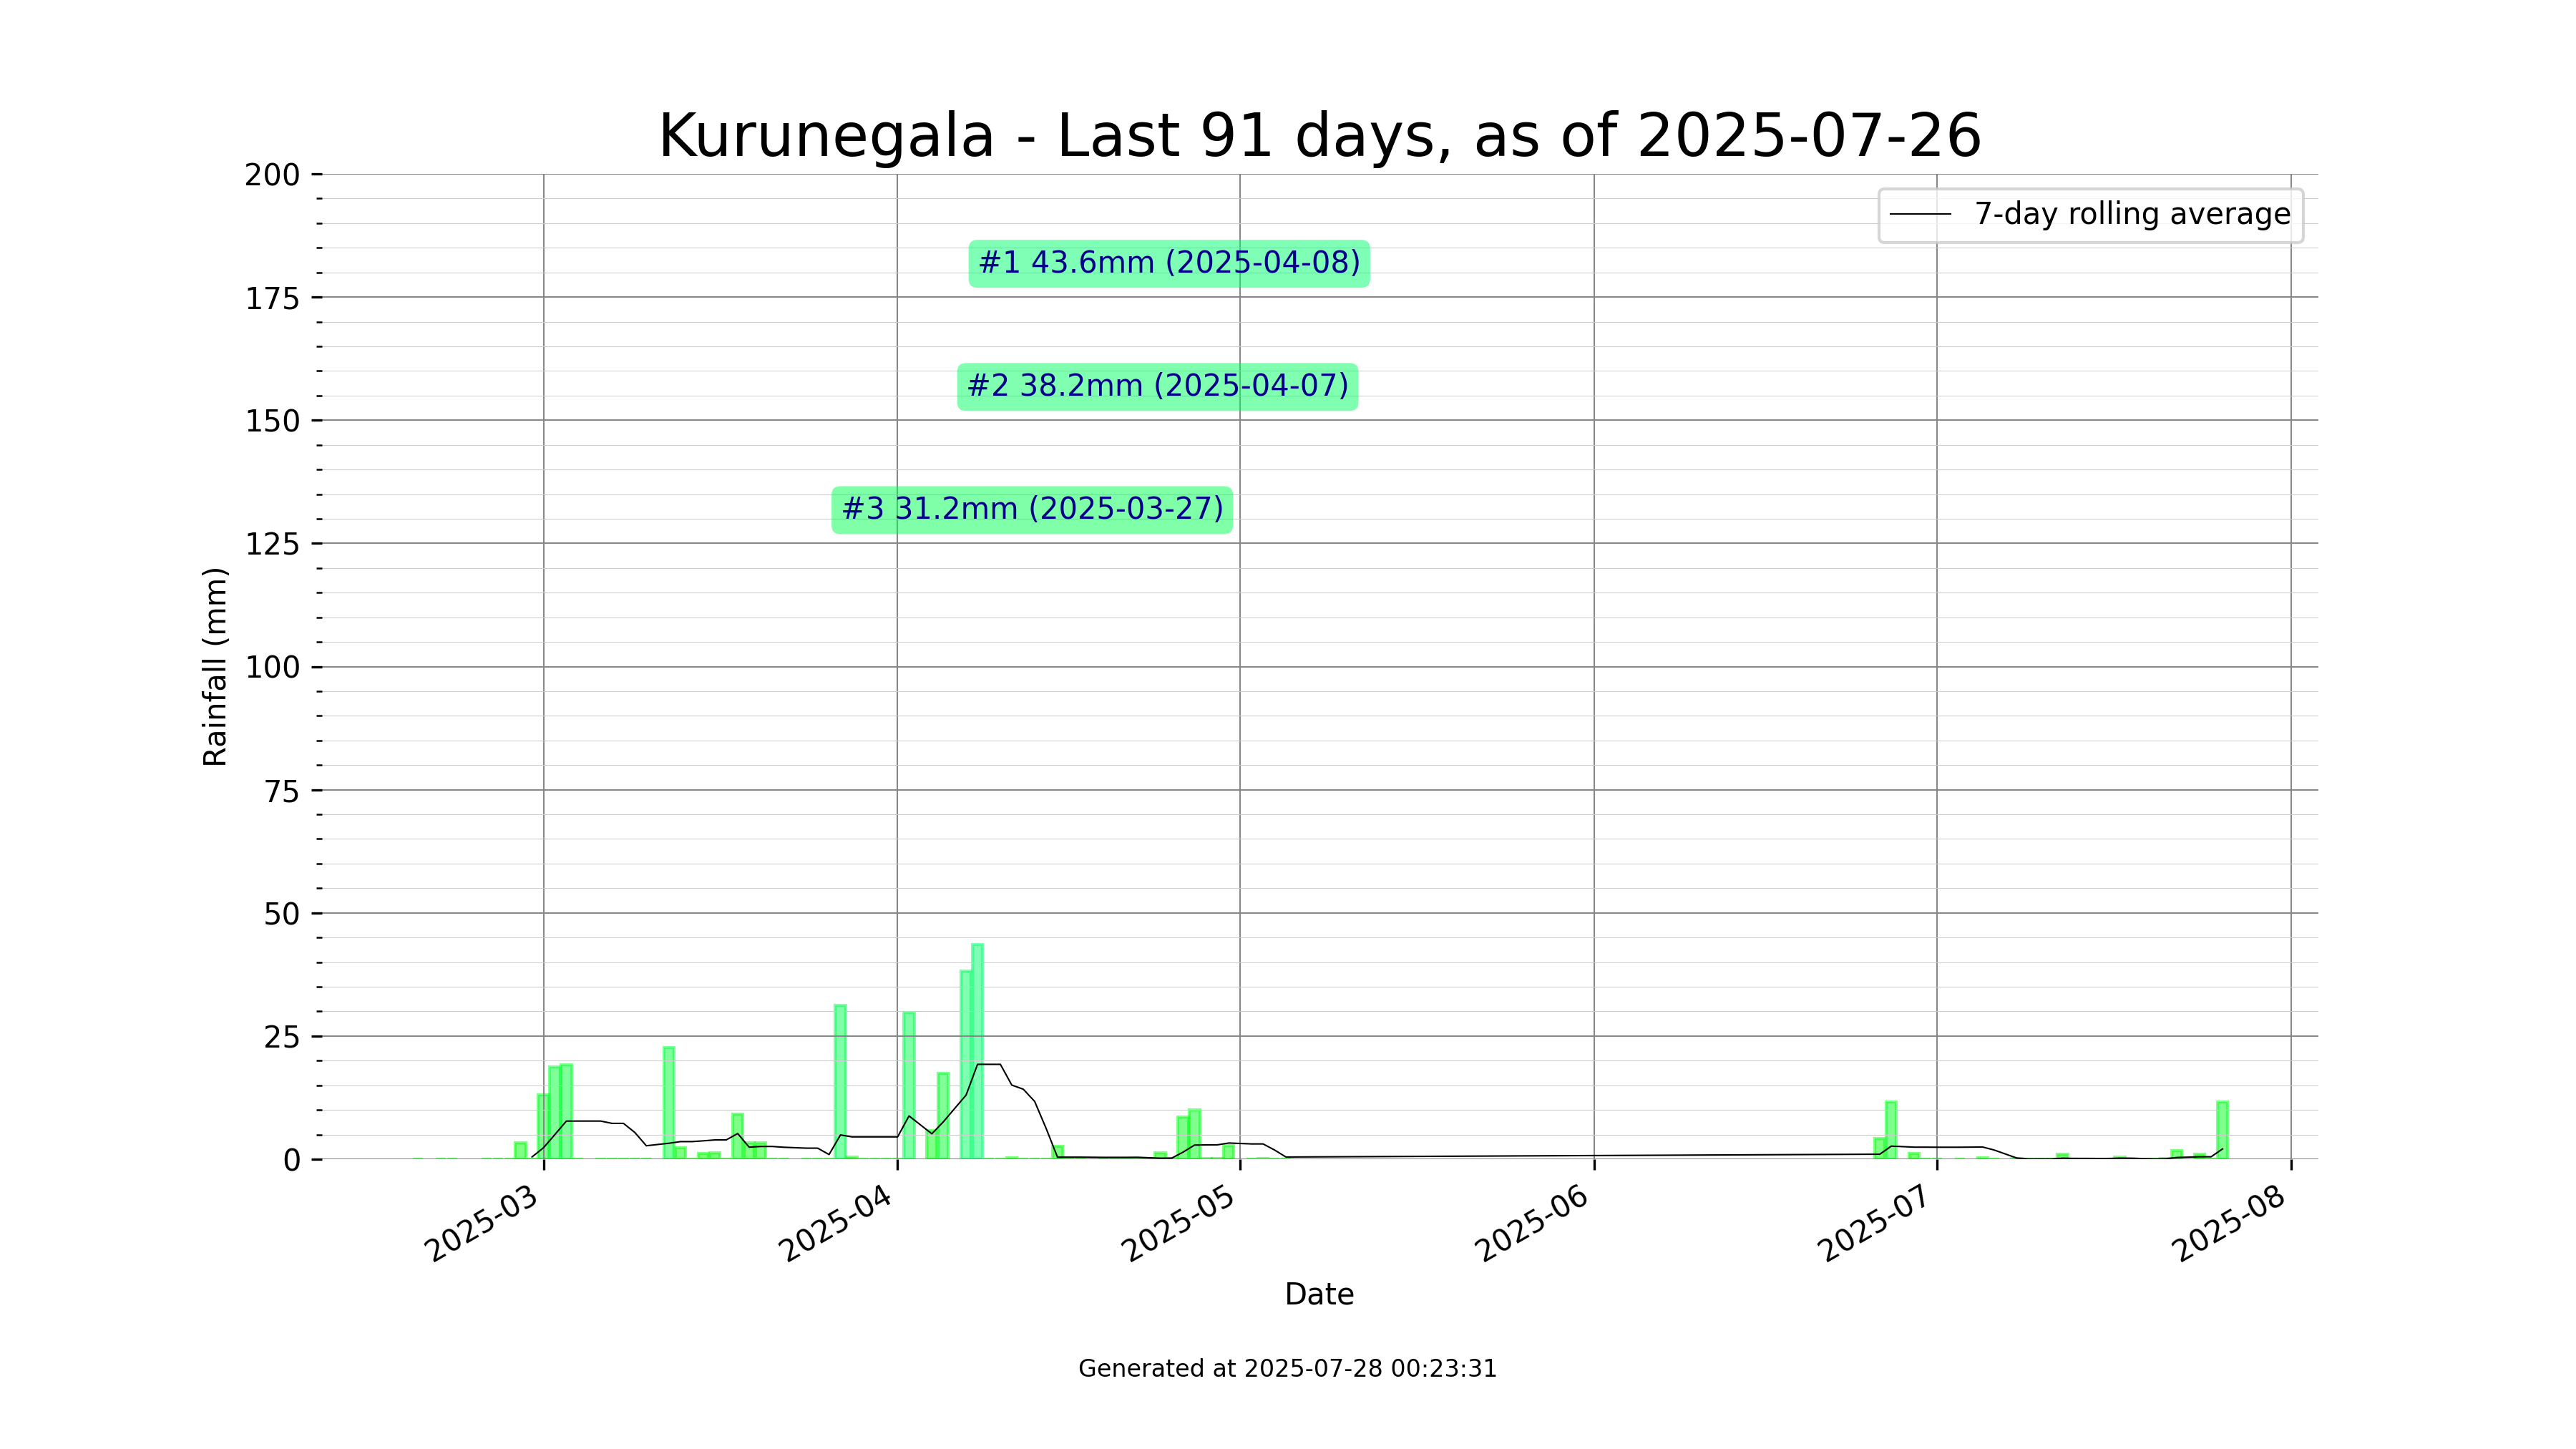 Kurunegala - Last 91 days, as of 2025-07-26
200
175
150
125
100
75
50
25
0
Rainfall (mm)
7-day rolling average
#1 43.6mm (2025-04-08)
#2 38.2mm (2025-04-07)
#3 31.2mm (2025-03-27)
2025-03
2025-04
2025-05
2025-06
2025-07
2025-08
Date
Generated at 2025-07-28 00:23:31